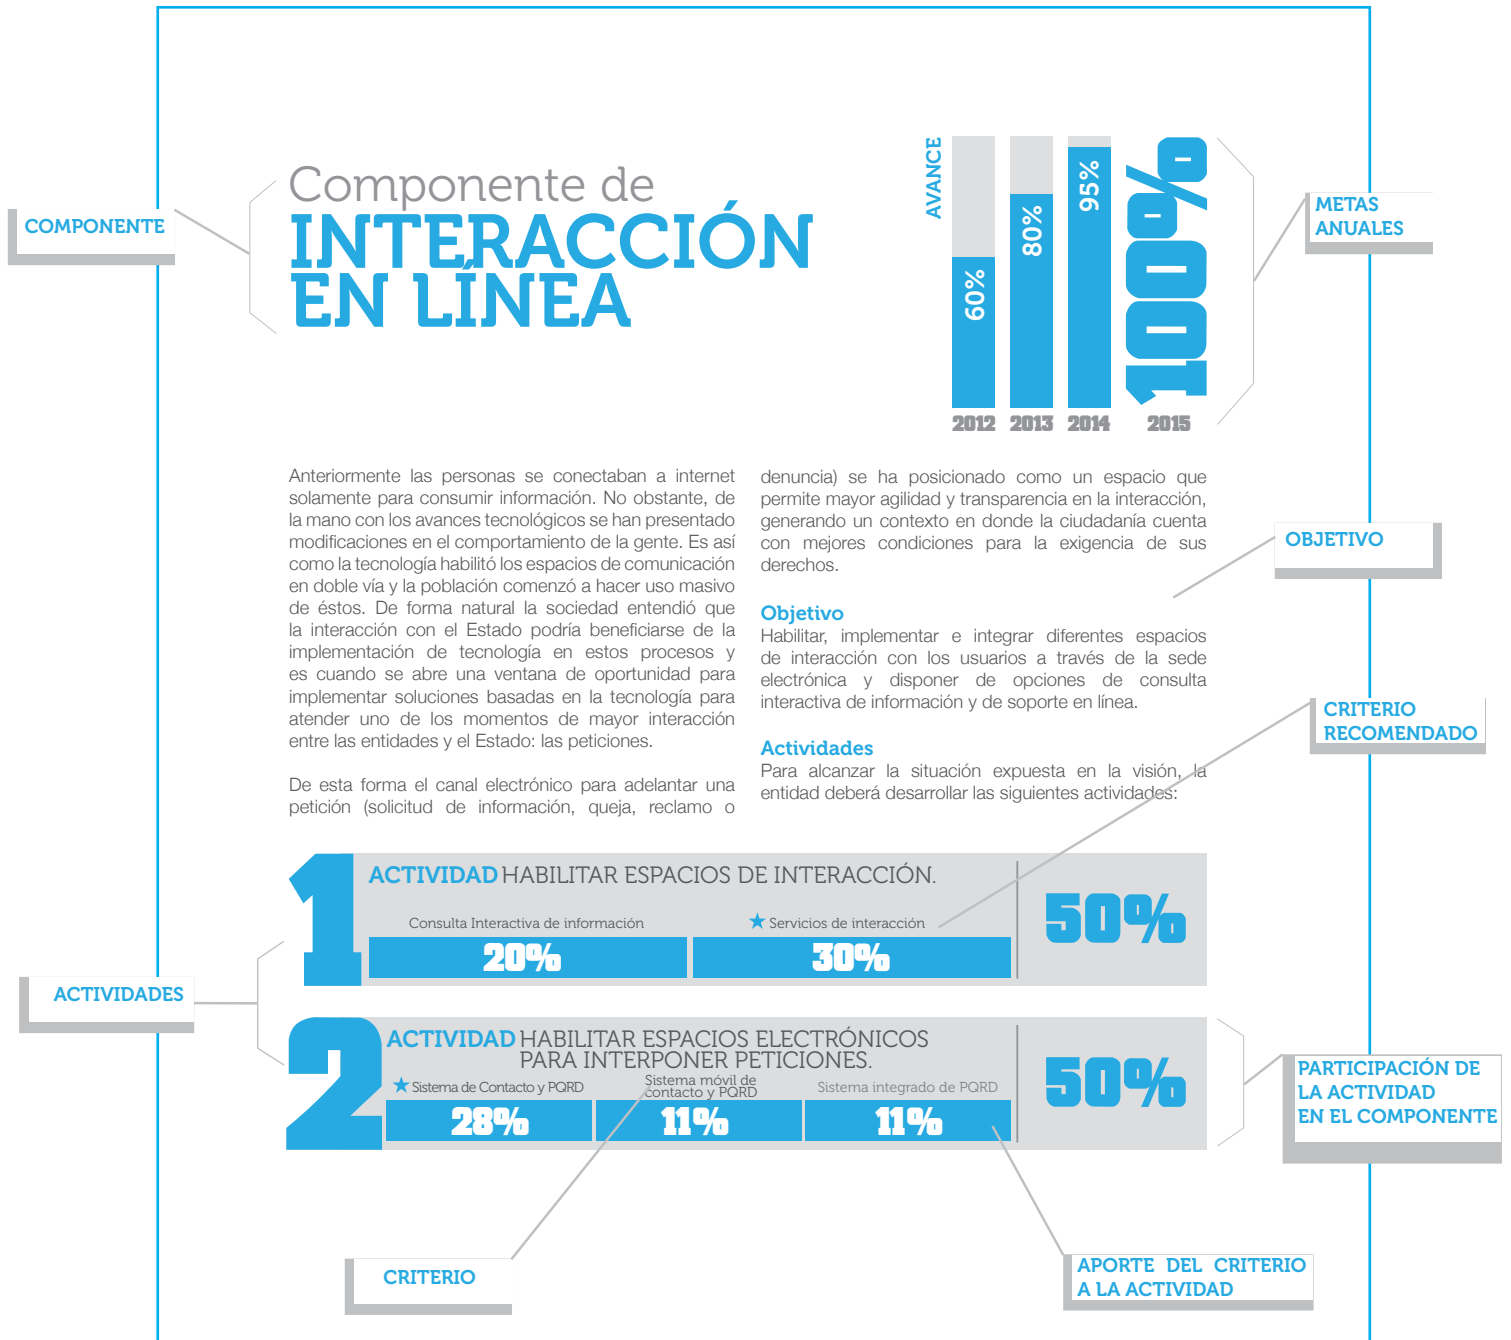 Componente de
INTERACCIÓN
EN LÍNEA
COMPONENTE
AVANCE
60%
80%
95%
100%
2012 2013 2014 2015
METAS
ANUALES
Anteriormente las personas se conectaban a internet
solamente para consumir información. No obstante, de
la mano con los avances tecnológicos se han presentado
modificaciones en el comportamiento de la gente. Es así
como la tecnología habilitó los espacios de comunicación
en doble vía y la población comenzó a hacer uso masivo
de éstos. De forma natural la sociedad entendió que
la interacción con el Estado podría beneficiarse de la
implementación de tecnología en estos procesos y
es cuando se abre una ventana de oportunidad para
implementar soluciones basadas en la tecnología para
atender uno de los momentos de mayor interacción
entre las entidades y el Estado: las peticiones.
De esta forma el canal electrónico para adelantar una
petición (solicitud de información, queja, reclamo o
denuncia) se ha posicionado como un espacio que
permite mayor agilidad y transparencia en la interacción,
generando un contexto en donde la ciudadanía cuenta
con mejores condiciones para la exigencia de sus
derechos.
OBJETIVO
Objetivo
Habilitar, implementar e integrar diferentes espacios
de interacción con los usuarios a través de la sede
electrónica y disponer de opciones de consulta
interactiva de información y de soporte en línea.
CRITERIO
RECOMENDADO
Actividades
Para alcanzar la situación expuesta en la visión, la
entidad deberá desarrollar las siguientes actividades:
1
ACTIVIDAD HABILITAR ESPACIOS DE INTERACCIÓN.
Consulta Interactiva de información
20%
★ Servicios de interacción
30%
50%
ACTIVIDADES
2
ACTIVIDAD HABILITAR ESPACIOS ELECTRÓNICOS
PARA INTERPONER PETICIONES.
★ Sistema de Contacto y PQRD
28%
Sistema móvil de
contacto y PQRD
11%
Sistema integrado de PQRD
11%
50%
PARTICIPACIÓN DE
LA ACTIVIDAD
EN EL COMPONENTE
CRITERIO
APORTE DEL CRITERIO
A LA ACTIVIDAD